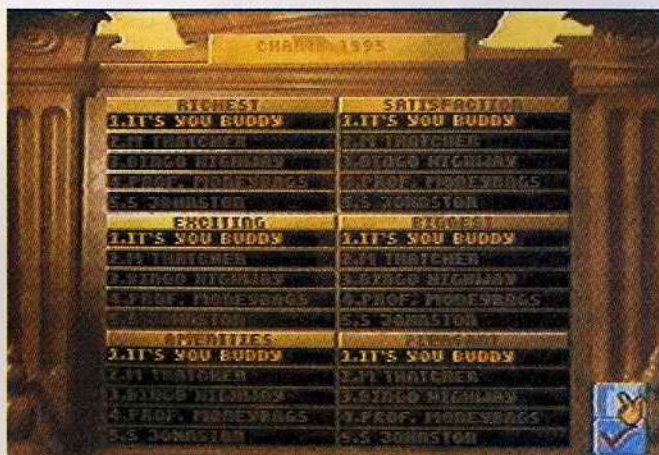 CHARTS 1995
RICHEST
1.IT'S YOU BUDDY
2.M THATCHER
3.BINGO HIGHWAY
4.PROF. MONEYBAGS
5.S JOHNSTON
SATISFACTION
1.IT'S YOU BUDDY
2.M THATCHER
3.BINGO HIGHWAY
4.PROF. MONEYBAGS
5.S JOHNSTON
EXCITING
1.IT'S YOU BUDDY
2.M THATCHER
3.BINGO HIGHWAY
4.PROF. MONEYBAGS
5.S JOHNSTON
BIGGEST
1.IT'S YOU BUDDY
2.M THATCHER
3.BINGO HIGHWAY
4.PROF. MONEYBAGS
5.S JOHNSTON
AMENITIES
1.IT'S YOU BUDDY
2.M THATCHER
3.BINGO HIGHWAY
4.PROF. MONEYBAGS
5.S JOHNSTON
PLEASANT
1.IT'S YOU BUDDY
2.M THATCHER
3.BINGO HIGHWAY
4.PROF. MONEYBAGS
5.S JOHNSTON